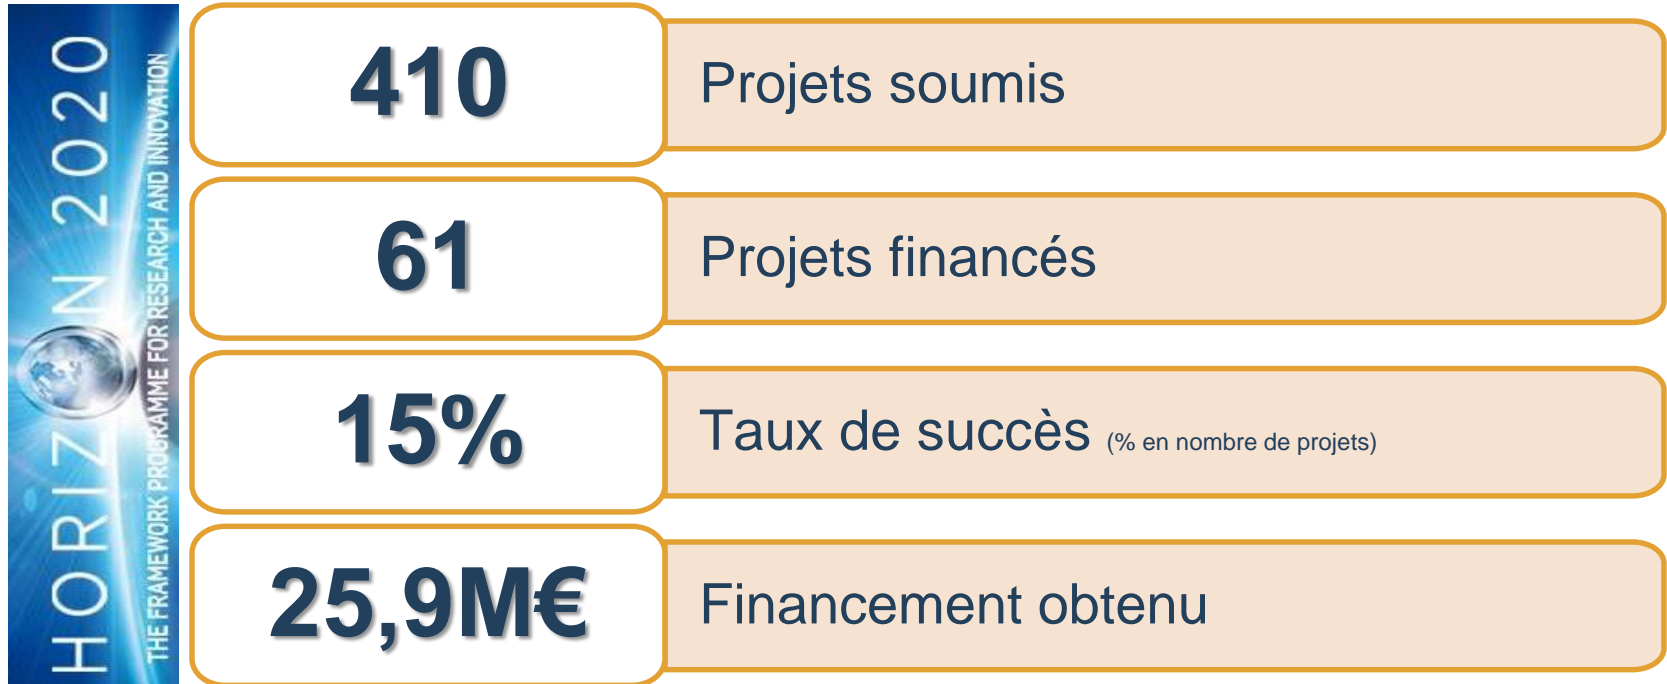 HORIZON 2020
THE FRAMEWORK PROGRAMME FOR RESEARCH AND INNOVATION
410
Projets soumis
61
Projets financés
15%
Taux de succès (% en nombre de projets)
25,9M€
Financement obtenu